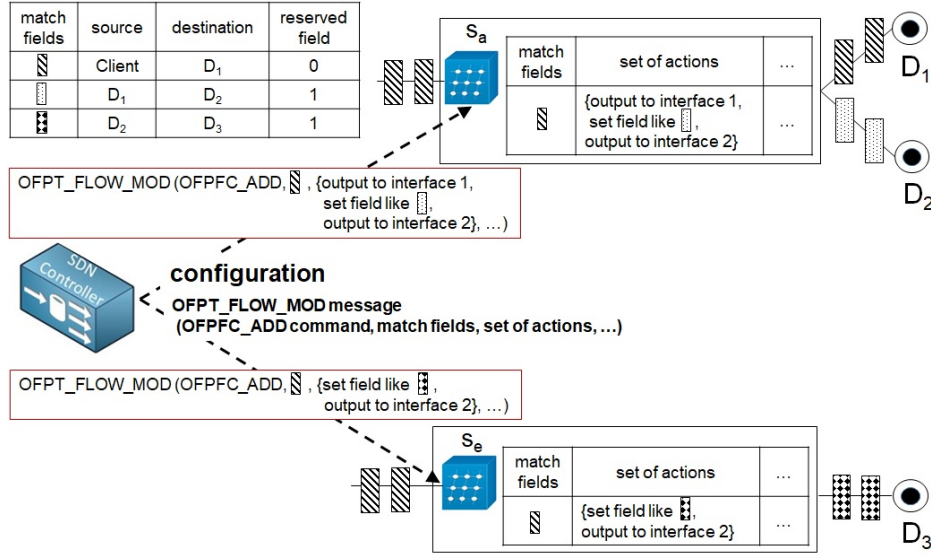 match fields source destination reserved field
Client D1 0
D1 D2 1
D2 D3 1
Sa
match fields set of actions ...
{output to interface 1,
set field like ,
output to interface 2} ...
D1
D2
OFPT_FLOW_MOD (OFPFC_ADD, , {output to interface 1,
set field like ,
output to interface 2}, ...)
SDN
Controller
configuration
OFPT_FLOW_MOD message
(OFPFC_ADD command, match fields, set of actions, ...)
OFPT_FLOW_MOD (OFPFC_ADD, , {set field like ,
output to interface 2}, ...)
Se
match fields set of actions ...
{set field like ,
output to interface 2} ...
D3